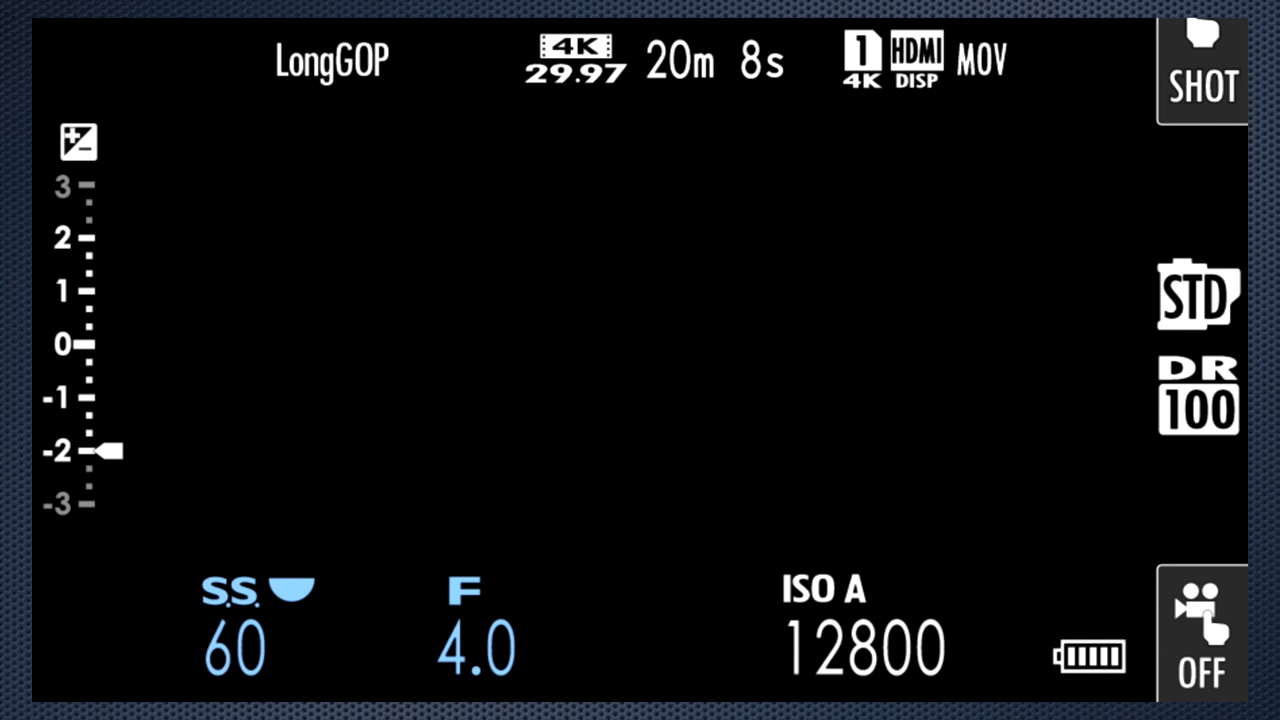 LongGOP 4K 20m 8s 1 HDMI MOV
29.97 4K DISP
SHOT
3
2
1
0
-1
-2
-3
STD
DR
100
S.S. F ISO A
60 4.0 12800
OFF